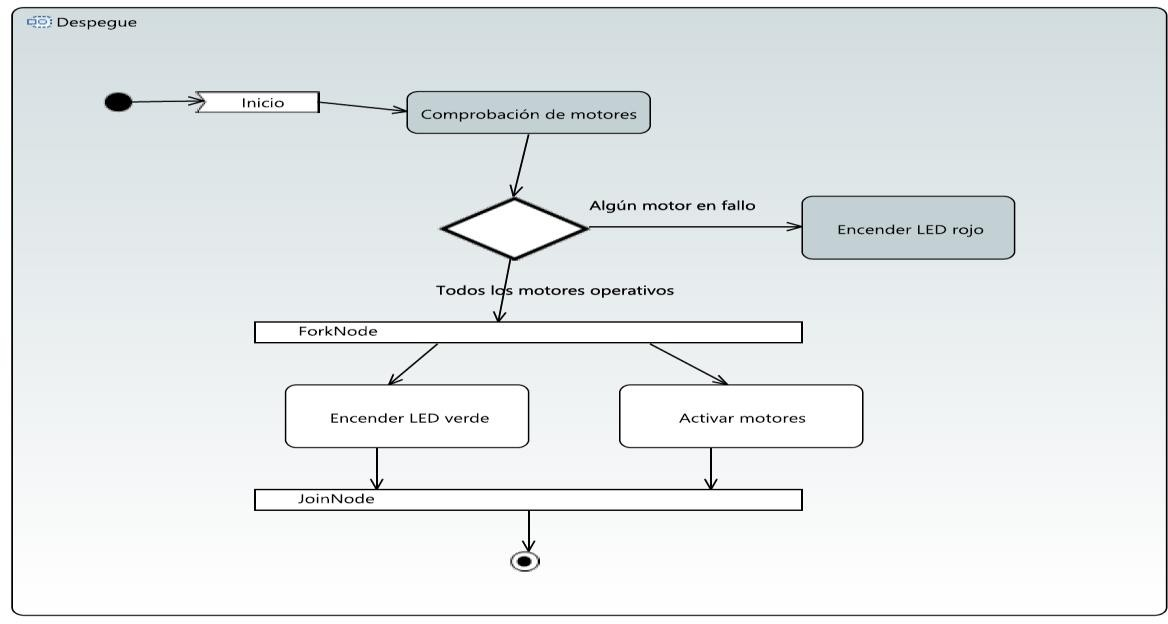 Despegue
Inicio
Comprobación de motores
Algún motor en fallo
Encender LED rojo
Todos los motores operativos
ForkNode
Encender LED verde
Activar motores
JoinNode